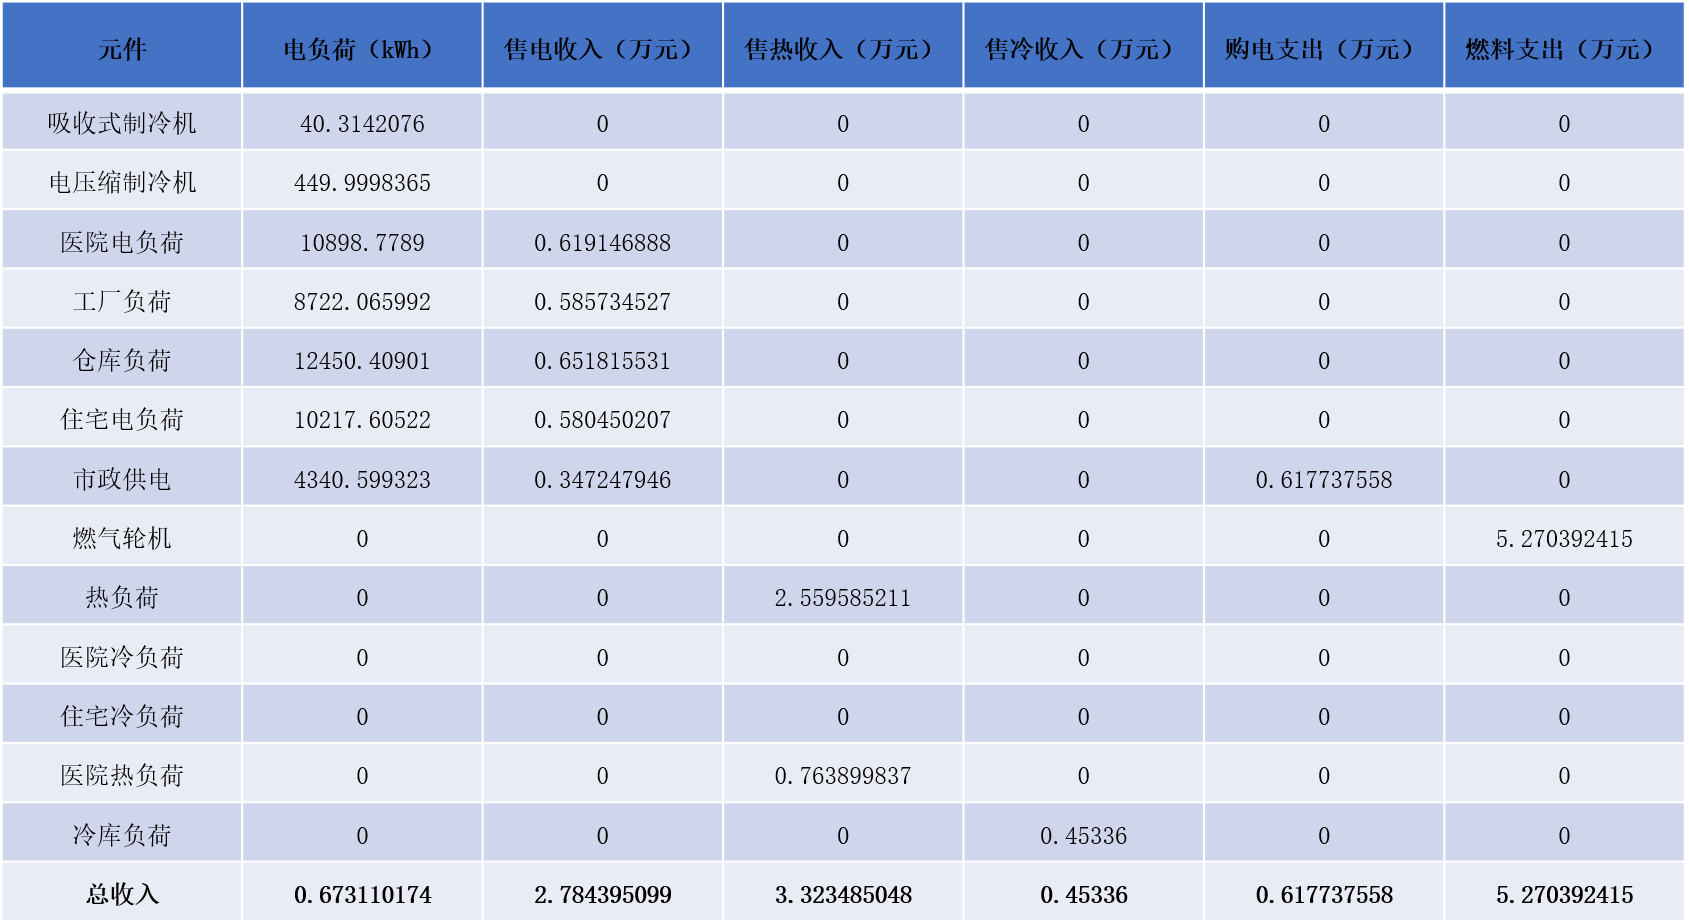 元件 电负荷（kWh） 售电收入（万元） 售热收入（万元） 售冷收入（万元） 购电支出（万元） 燃料支出（万元）
吸收式制冷机 40.3142076 0 0 0 0 0
电压缩制冷机 449.9998365 0 0 0 0 0
医院电负荷 10898.7789 0.619146888 0 0 0 0
工厂负荷 8722.065992 0.585734527 0 0 0 0
仓库负荷 12450.40901 0.651815531 0 0 0 0
住宅电负荷 10217.60522 0.580450207 0 0 0 0
市政供电 4340.599323 0.347247946 0 0 0.617737558 0
燃气轮机 0 0 0 0 0 5.270392415
热负荷 0 0 2.559585211 0 0 0
医院冷负荷 0 0 0 0 0 0
住宅冷负荷 0 0 0 0 0 0
医院热负荷 0 0 0.763899837 0 0 0
冷库负荷 0 0 0 0.45336 0 0
总收入 0.673110174 2.784395099 3.323485048 0.45336 0.617737558 5.270392415